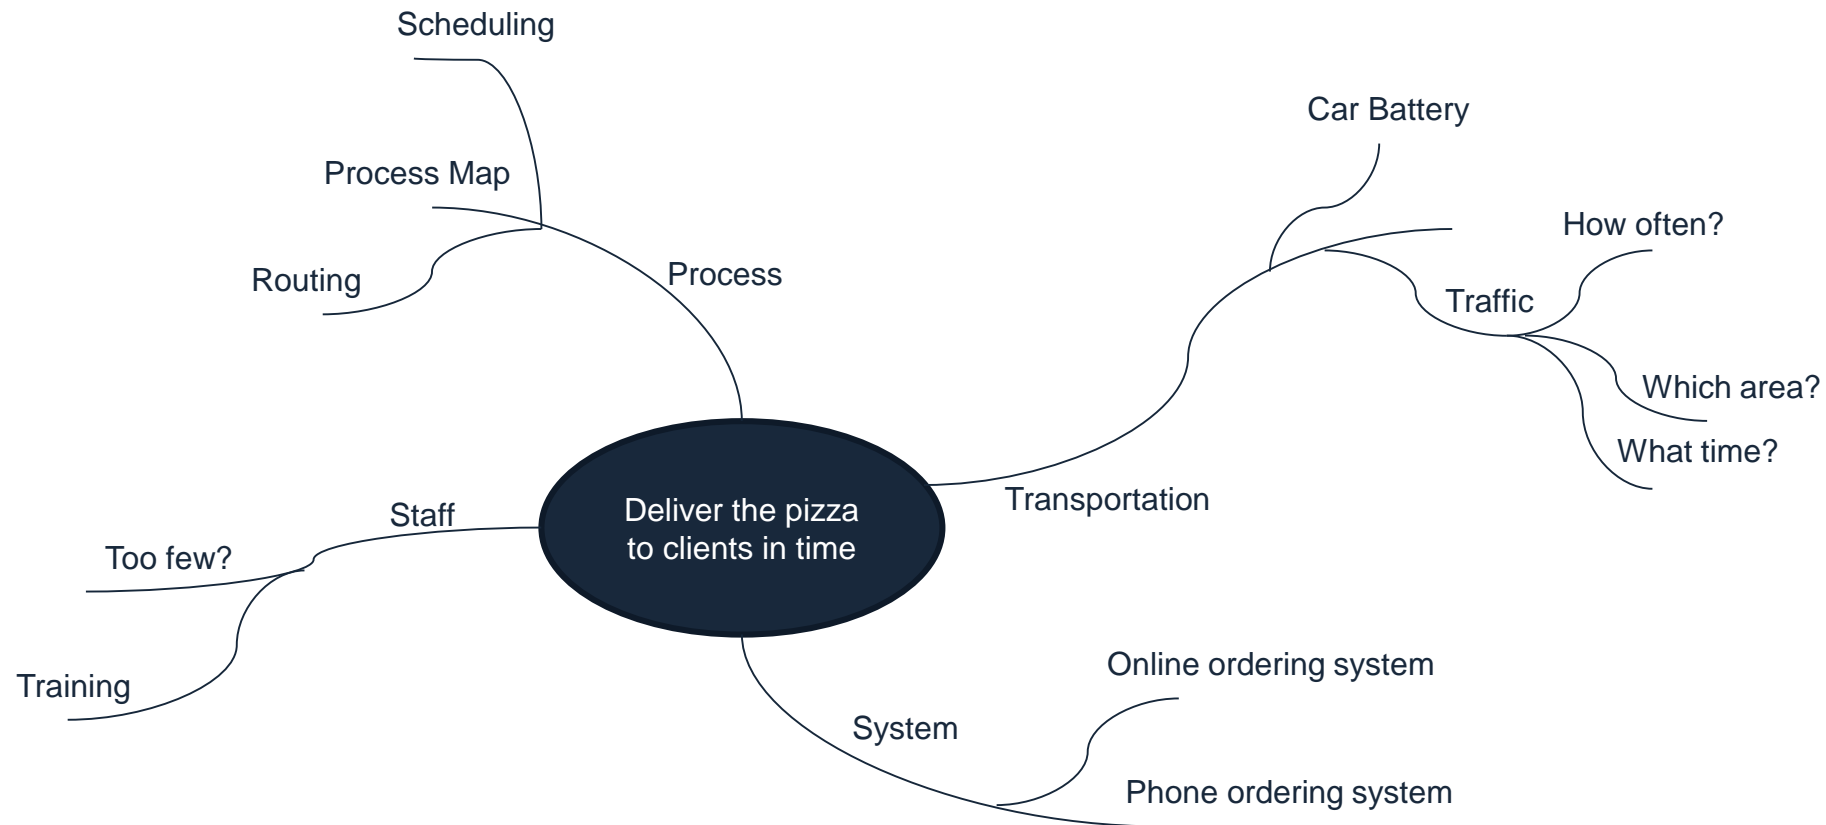 Scheduling
Car Battery
Process Map
How often?
Process
Routing
Traffic
Which area?
What time?
Transportation
Staff
Deliver the pizza
to clients in time
Too few?
Online ordering system
Training
System
Phone ordering system